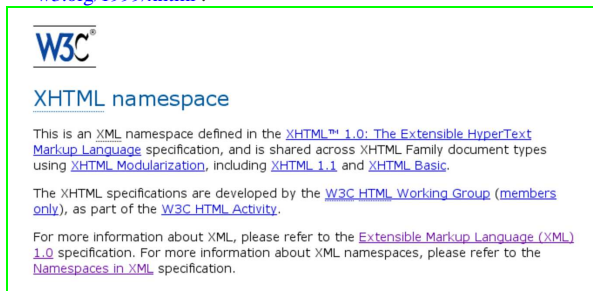 W3C®
XHTML namespace
This is an XML namespace defined in the XHTML™ 1.0: The Extensible HyperText
Markup Language specification, and is shared across XHTML Family document types
using XHTML Modularization, including XHTML 1.1 and XHTML Basic.
The XHTML specifications are developed by the W3C HTML Working Group (members
only), as part of the W3C HTML Activity.
For more information about XML, please refer to the Extensible Markup Language (XML)
1.0 specification. For more information about XML namespaces, please refer to the
Namespaces in XML specification.